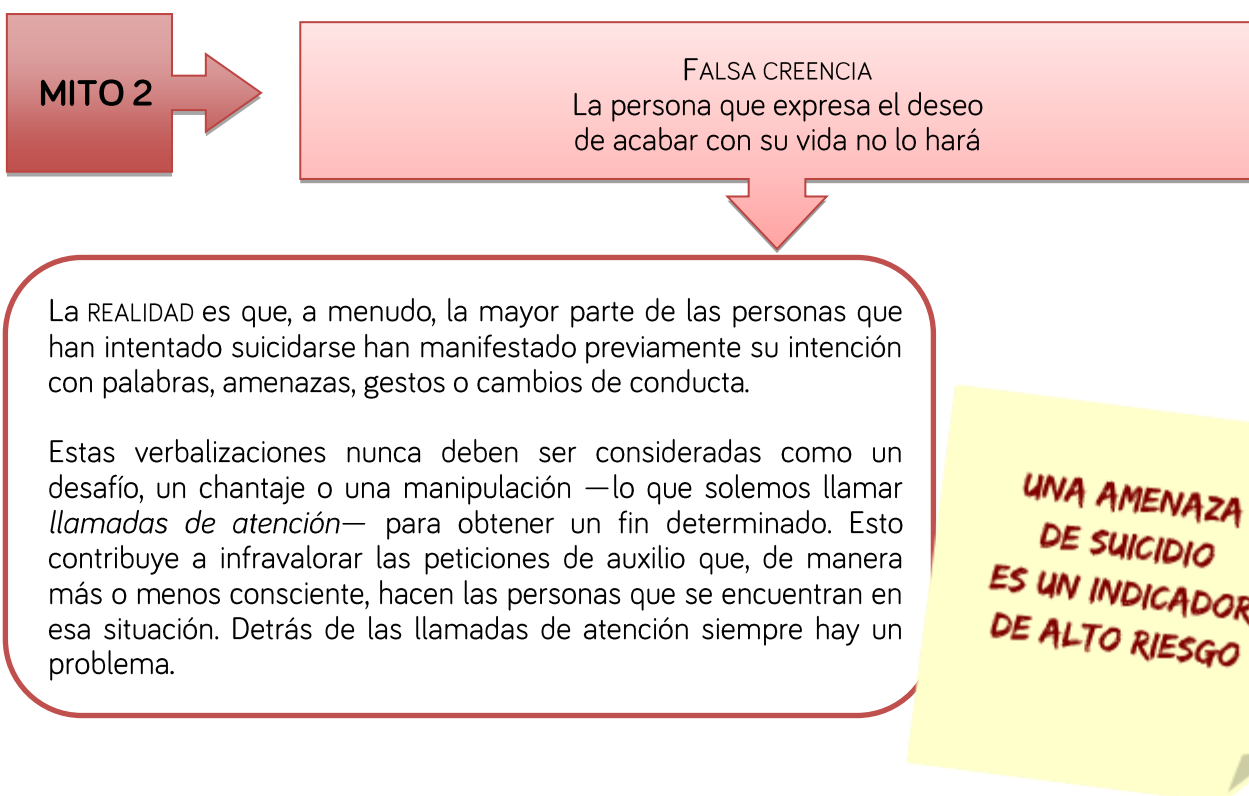 MITO 2
FALSA CREENCIA
La persona que expresa el deseo
de acabar con su vida no lo hará
La REALIDAD es que, a menudo, la mayor parte de las personas que
han intentado suicidarse han manifestado previamente su intención
con palabras, amenazas, gestos o cambios de conducta.
Estas verbalizaciones nunca deben ser consideradas como un
desafío, un chantaje o una manipulación —lo que solemos llamar
llamadas de atención— para obtener un fin determinado. Esto
contribuye a infravalorar las peticiones de auxilio que, de manera
más o menos consciente, hacen las personas que se encuentran en
esa situación. Detrás de las llamadas de atención siempre hay un
problema.
UNA AMENAZA
DE SUICIDIO
ES UN INDICADOR
DE ALTO RIESGO